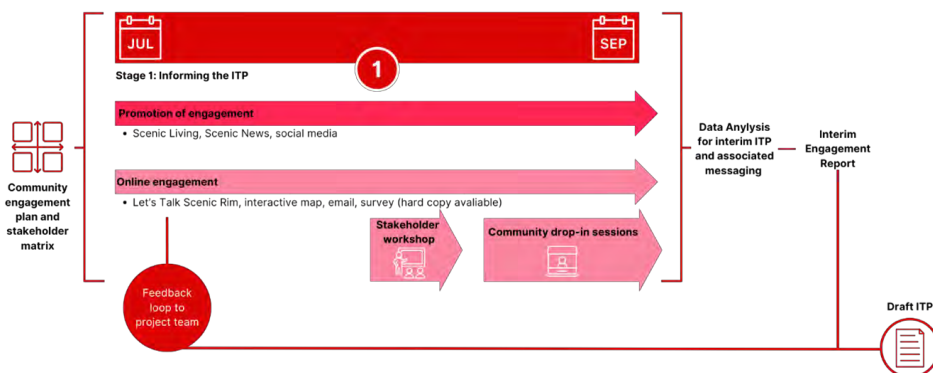 JUL
SEP
1
Stage 1: Informing the ITP
Promotion of engagement
• Scenic Living, Scenic News, social media
Online engagement
• Let's Talk Scenic Rim, interactive map, email, survey (hard copy avaliable)
Stakeholder
workshop
Community drop-in sessions
Community
engagement
plan and
stakeholder
matrix
Feedback
loop to
project team
Data Anylysis
for interim ITP
and associated
messaging
Interim
Engagement
Report
Draft ITP